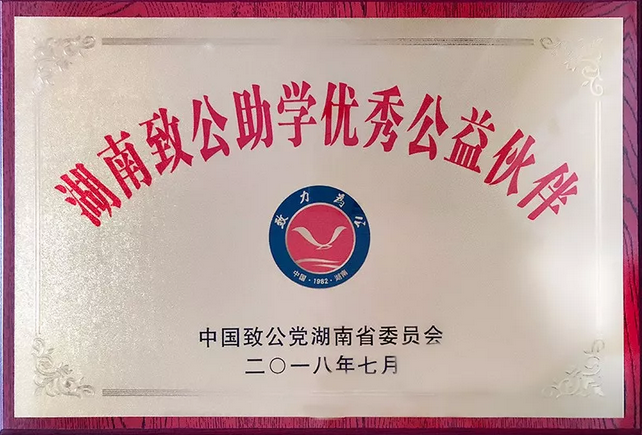 湖南致公助学优秀公益伙伴
致力为公
中国·1982·湖南
中国致公党湖南省委员会
二〇一八年七月